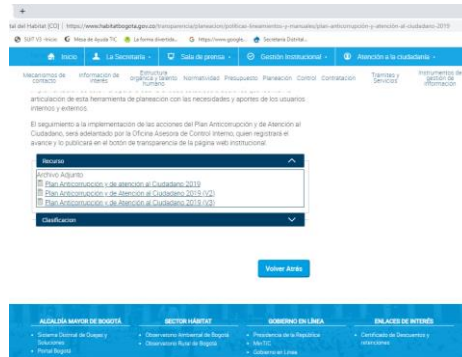 tal del Hábitat [CO] | https://www.habitatbogota.gov.co/transparencia/planeacion/políticas-lineamientos-y-manuales/plan-anticorrupción-y-atención-al-ciudadano-2019
SUIT V3 -Inicio Mesa de Ayuda TIC La forma divertida... https://www.google... Secretaría Distrital...
Inicio La Secretaría Sala de prensa Gestión Institucional Atención a la ciudadanía
Mecanismos de contacto Información de interés Estructura orgánica y talento humano Normatividad Presupuesto Planeación Control Contratación Trámites y Servicios Instrumentos de gestión de información
articulación de esta herramienta de planeación con las necesidades y aportes de los usuarios
internos y externos.
El seguimiento a la implementación de las acciones del Plan Anticorrupción y de Atención al
Ciudadano, será adelantado por la Oficina Asesora de Control Interno, quien registrará el
avance y lo publicará en el botón de transparencia de la página web institucional.
Recurso
Archivo Adjunto
Plan Anticorrupción y de atención al Ciudadano 2019
Plan Anticorrupción y de Atención al Ciudadano 2019 (V2)
Plan Anticorrupción y de Atención al Ciudadano 2019 (V3)
Clasificacion
Volver Atrás
ALCALDÍA MAYOR DE BOGOTÁ SECTOR HÁBITAT GOBIERNO EN LÍNEA ENLACES DE INTERÉS
Sistema Distrital de Quejas y Soluciones Observatorio Ambiental de Bogotá Presidencia de la República Certificado de Descuentos y retenciones
Portal Bogotá Observatorio Rural de Bogotá MinTIC
Gobierno en Línea